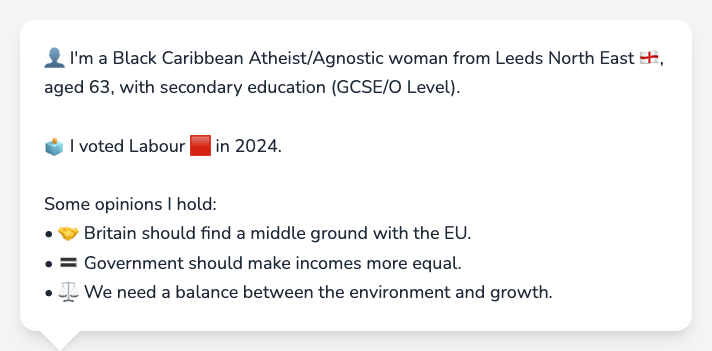 👤 I'm a Black Caribbean Atheist/Agnostic woman from Leeds North East 🏴󠁧󠁢󠁥󠁮󠁧󠁿,
aged 63, with secondary education (GCSE/O Level).
🗳️ I voted Labour 🟥 in 2024.
Some opinions I hold:
• 🤝 Britain should find a middle ground with the EU.
• 🟰 Government should make incomes more equal.
• ⚖️ We need a balance between the environment and growth.